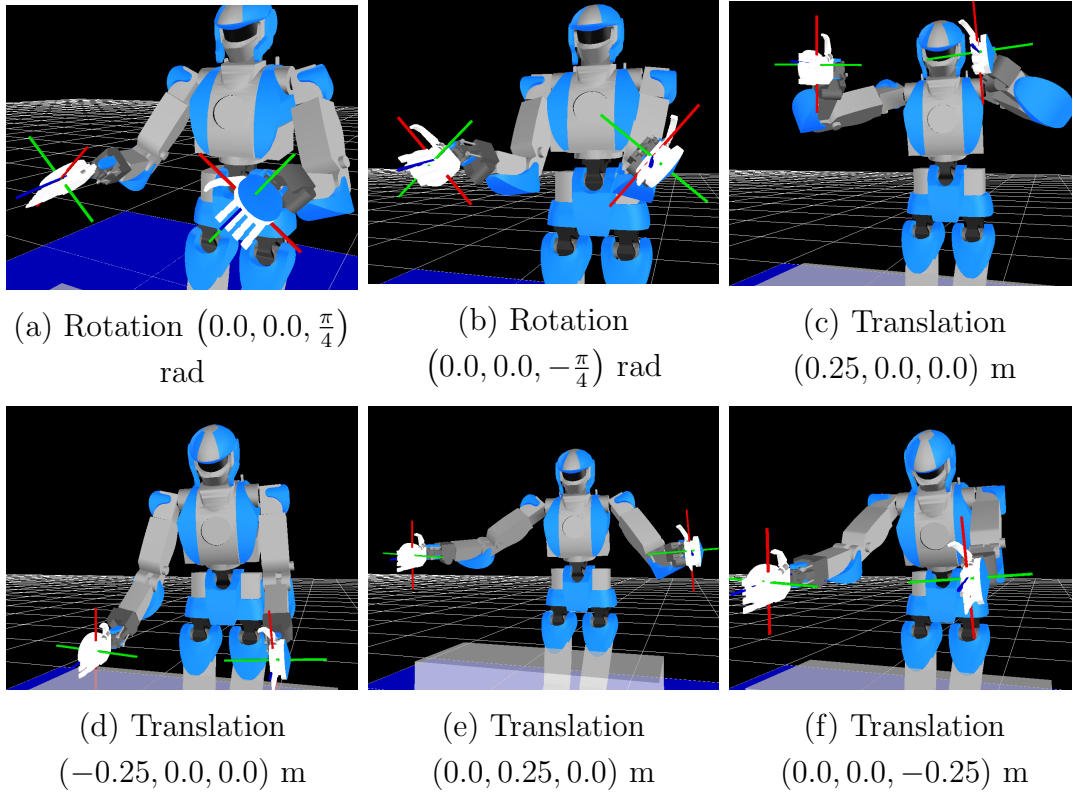 (a) Rotation (0.0, 0.0, π/4)
rad
(b) Rotation
(0.0, 0.0, −π/4) rad
(c) Translation
(0.25, 0.0, 0.0) m
(d) Translation
(−0.25, 0.0, 0.0) m
(e) Translation
(0.0, 0.25, 0.0) m
(f) Translation
(0.0, 0.0, −0.25) m